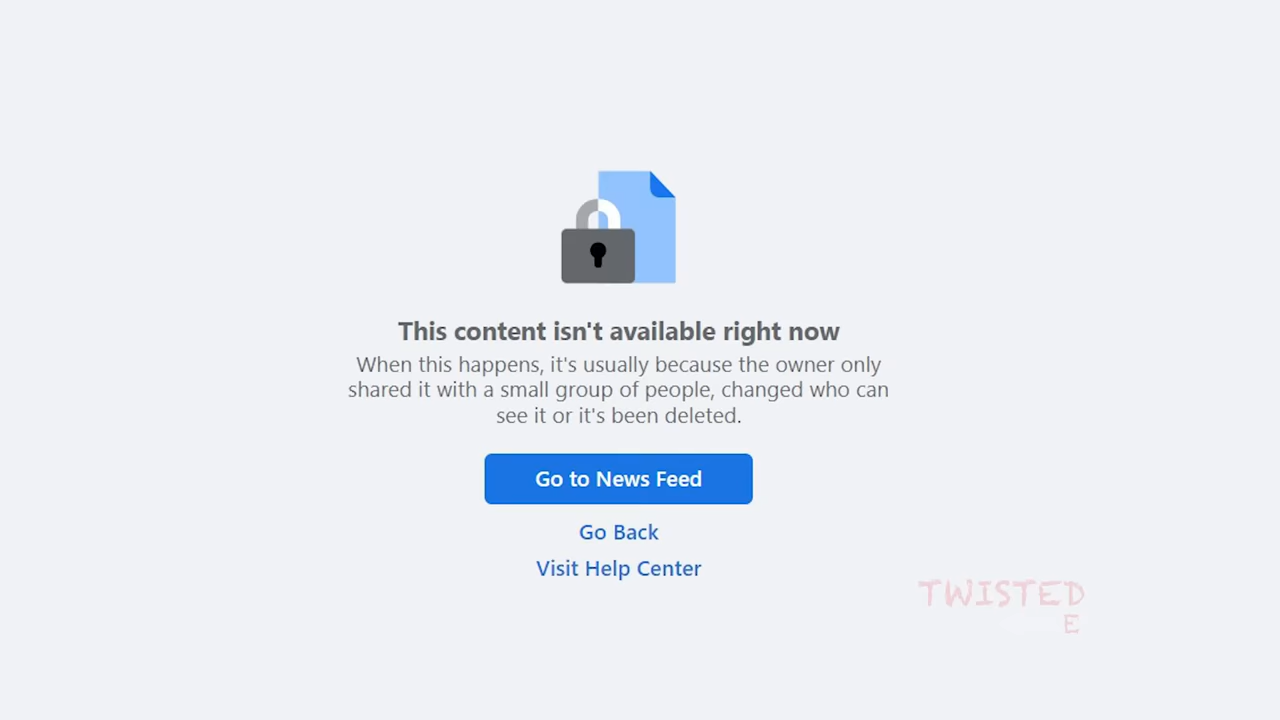 This content isn't available right now
When this happens, it's usually because the owner only
shared it with a small group of people, changed who can
see it or it's been deleted.
Go to News Feed
Go Back
Visit Help Center
TWISTED
E